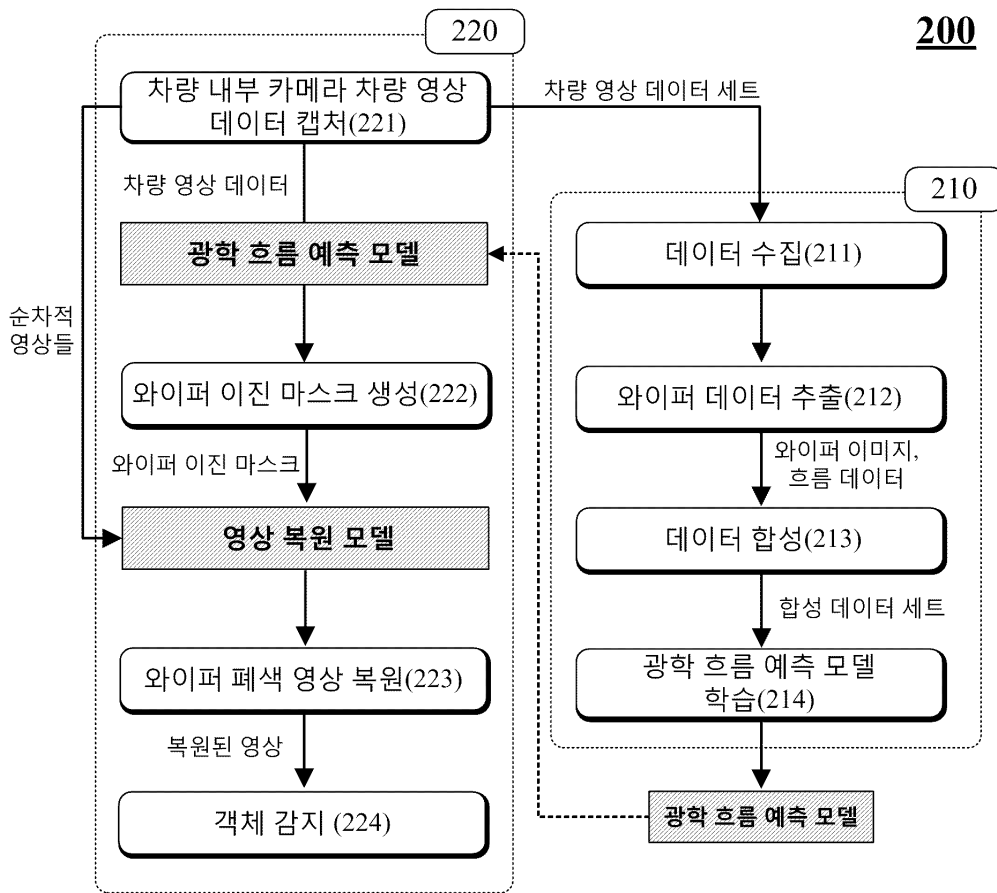 200
220
차량 내부 카메라 차량 영상
데이터 캡처(221)
차량 영상 데이터 세트
차량 영상 데이터
210
광학 흐름 예측 모델
데이터 수집(211)
순차적
영상들
와이퍼 이진 마스크 생성(222)
와이퍼 데이터 추출(212)
와이퍼 이진 마스크
와이퍼 이미지,
흐름 데이터
영상 복원 모델
데이터 합성(213)
합성 데이터 세트
와이퍼 폐색 영상 복원(223)
광학 흐름 예측 모델
학습(214)
복원된 영상
객체 감지(224)
광학 흐름 예측 모델